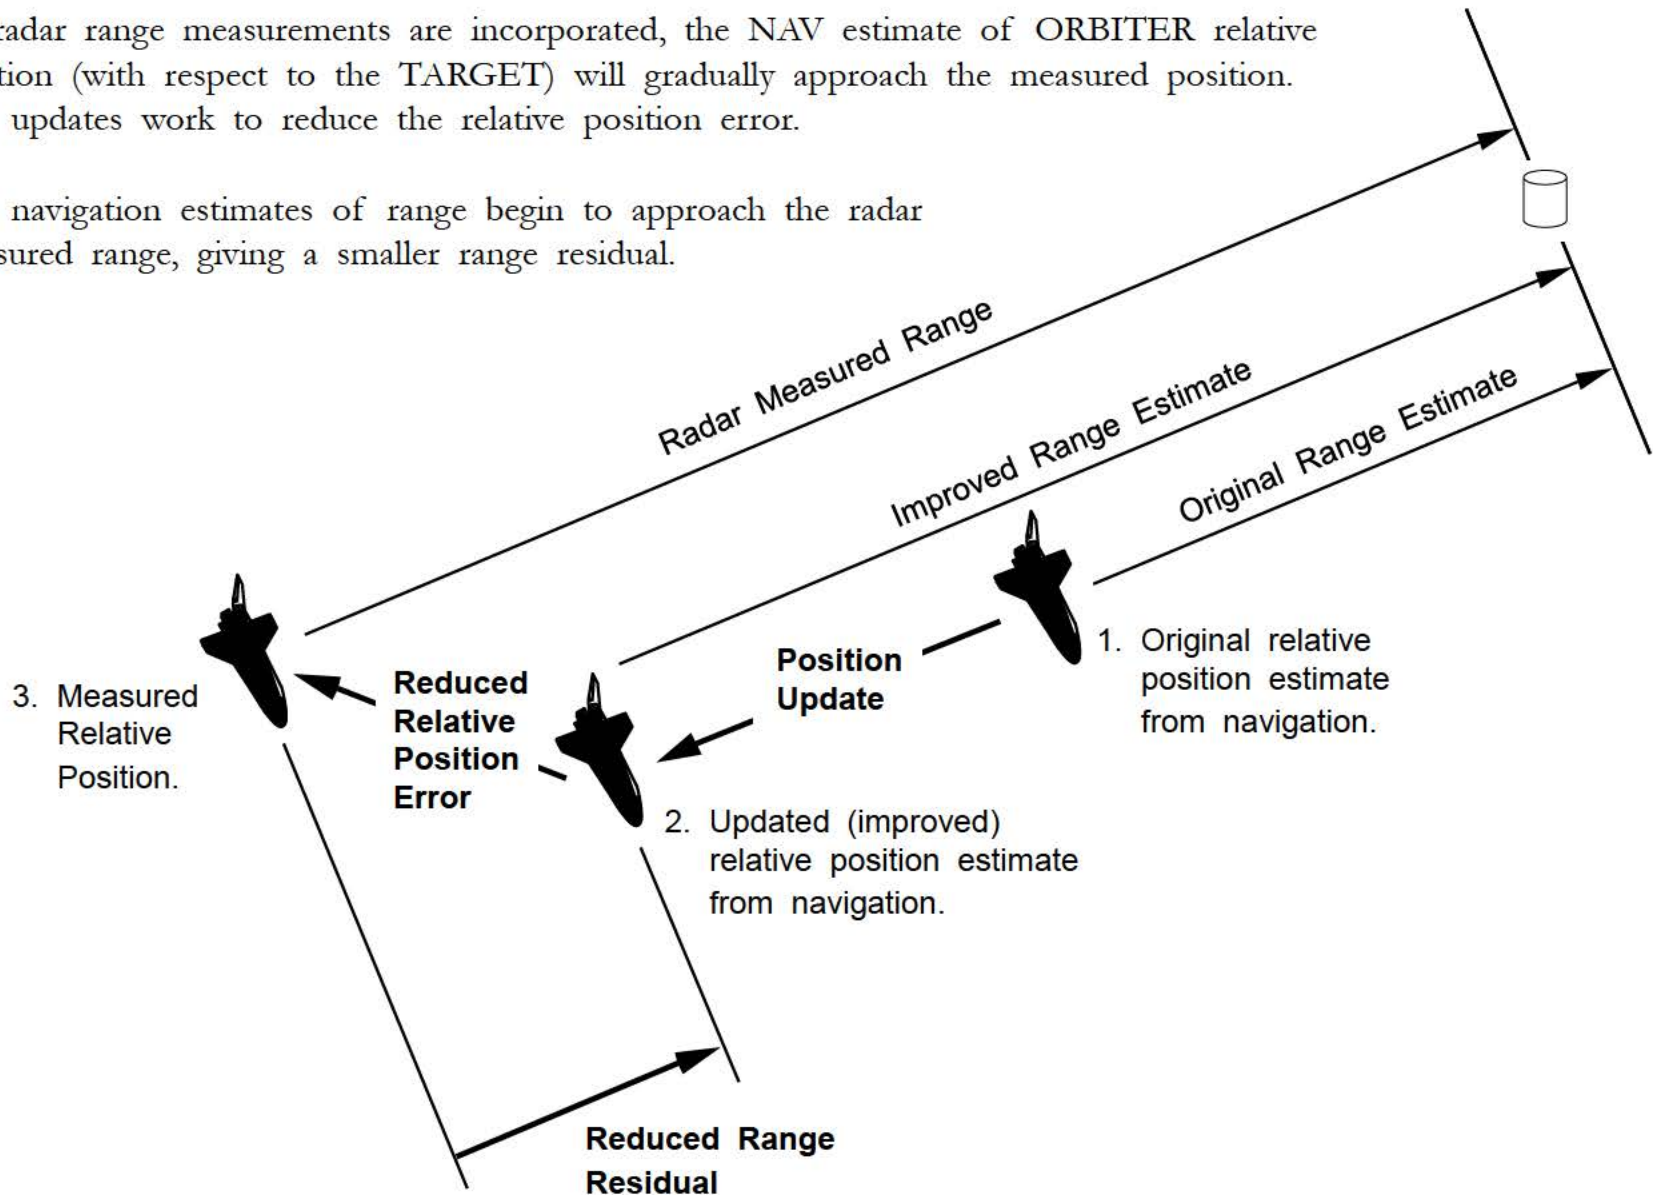 radar range measurements are incorporated, the NAV estimate of ORBITER relative
tion (with respect to the TARGET) will gradually approach the measured position.
updates work to reduce the relative position error.
navigation estimates of range begin to approach the radar
sured range, giving a smaller range residual.
Radar Measured Range
Improved Range Estimate
Original Range Estimate
1. Original relative
position estimate
from navigation.
Position
Update
Reduced
Relative
Position
Error
3. Measured
Relative
Position.
2. Updated (improved)
relative position estimate
from navigation.
Reduced Range
Residual